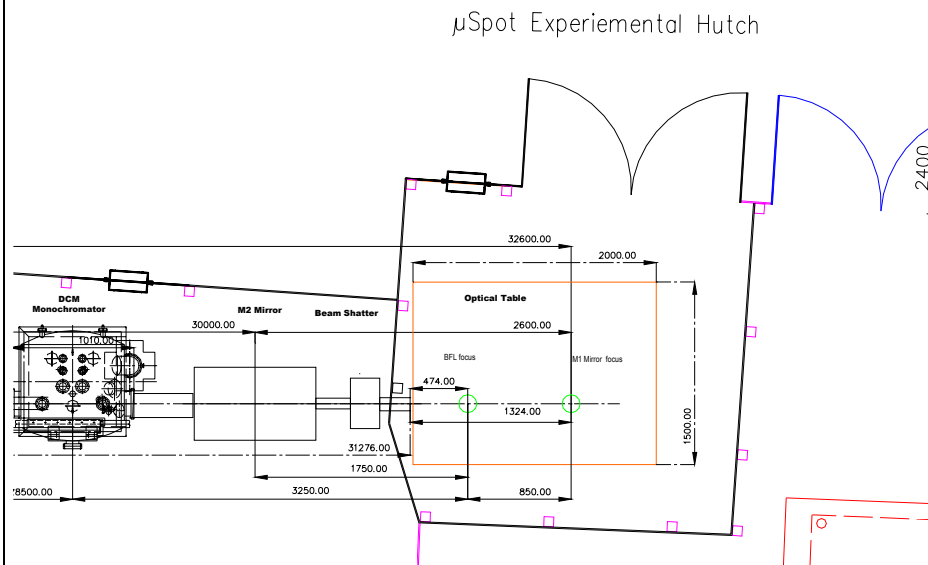 µSpot Experiemental Hutch
2400
32600.00
2000.00
DCM
Monochromator
M2 Mirror
Beam Shatter
Optical Table
30000.00
2600.00
1010.00
BFL focus
M1 Mirror focus
474.00
1324.00
1500.00
31276.00
1750.00
28500.00
3250.00
850.00